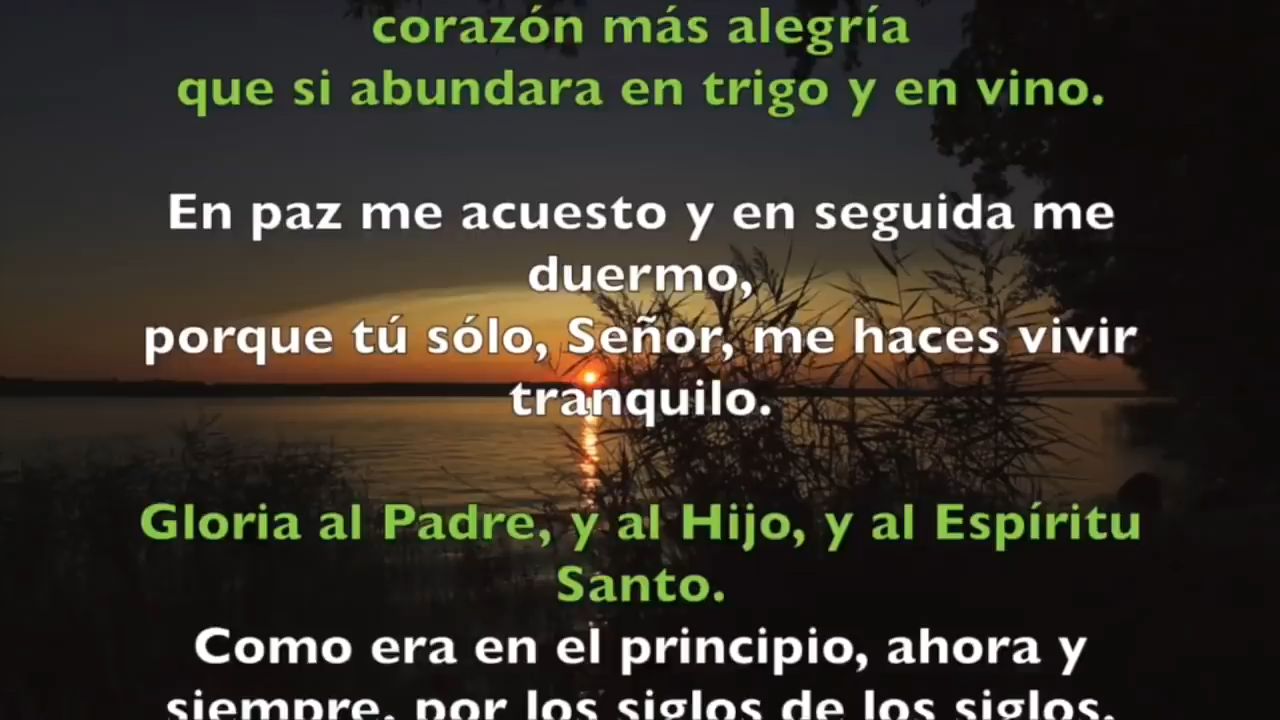 corazón más alegría
que si abundara en trigo y en vino.
En paz me acuesto y en seguida me
duermo,
porque tú sólo, Señor, me haces vivir
tranquilo.
Gloria al Padre, y al Hijo, y al Espíritu
Santo.
Como era en el principio, ahora y
siempre, por los siglos de los siglos.